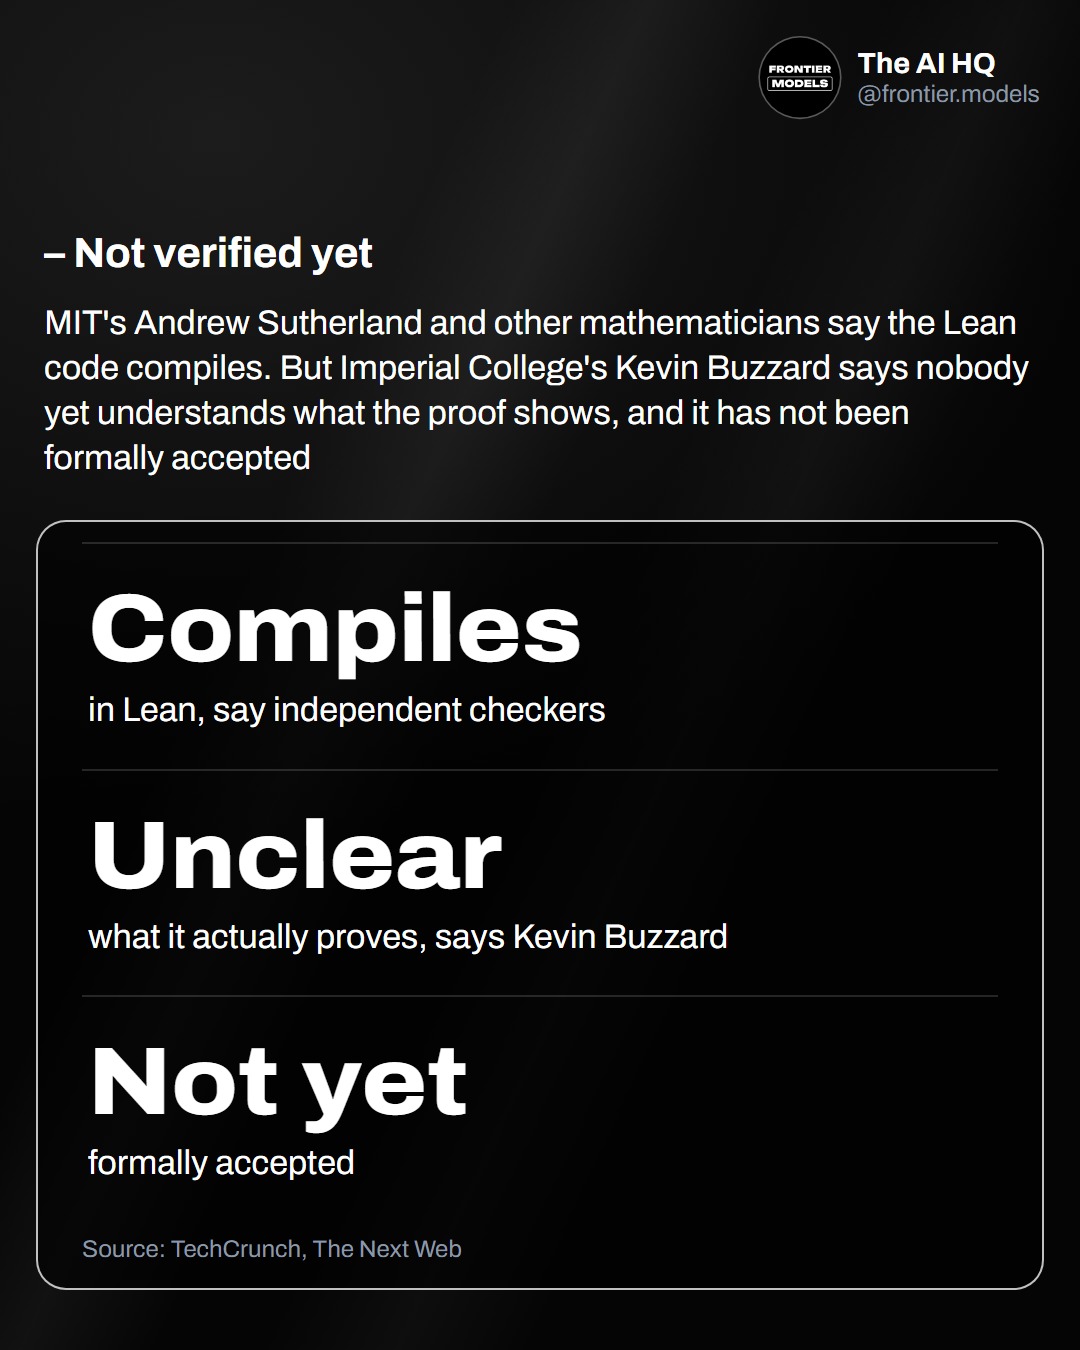 FRONTIER
MODELS
The AI HQ
@frontier.models
– Not verified yet
MIT's Andrew Sutherland and other mathematicians say the Lean
code compiles. But Imperial College's Kevin Buzzard says nobody
yet understands what the proof shows, and it has not been
formally accepted
Compiles
in Lean, say independent checkers
Unclear
what it actually proves, says Kevin Buzzard
Not yet
formally accepted
Source: TechCrunch, The Next Web